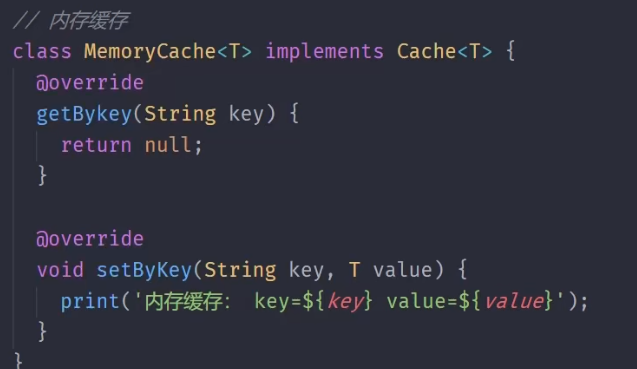 // 内存缓存
class MemoryCache<T> implements Cache<T> {
@override
getBykey(String key) {
return null;
}
@override
void setByKey(String key, T value) {
print('内存缓存： key=${key} value=${value}');
}
}